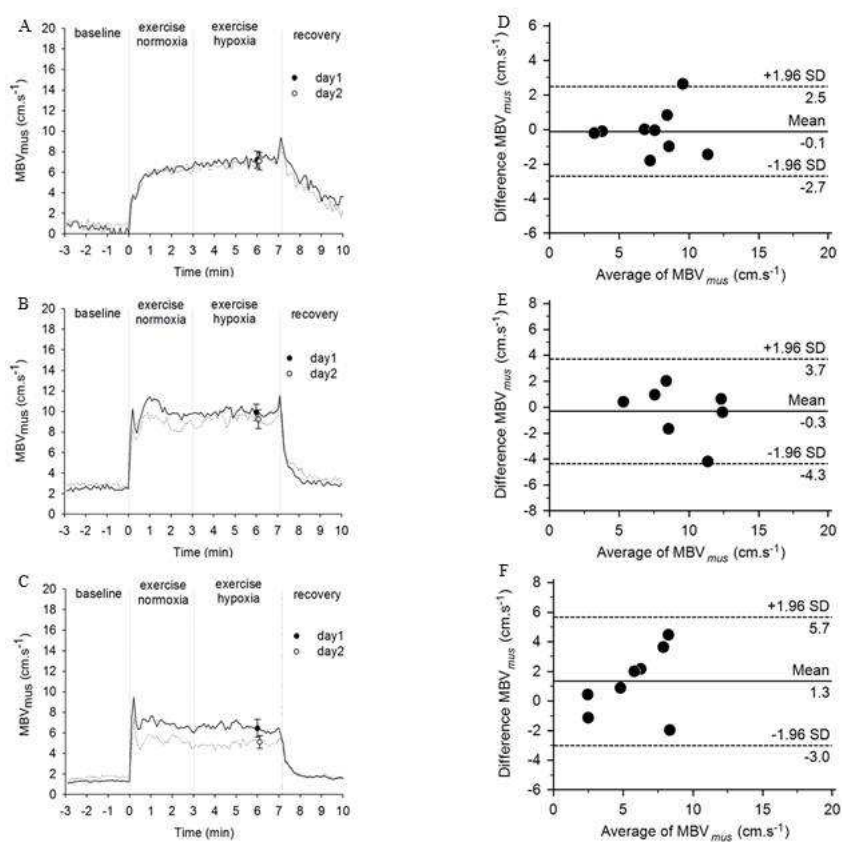 A
baseline
exercise
normoxia
exercise
hypoxia
recovery
day1
day2
MBVmus (cm.s-1)
20
18
16
14
12
10
8
6
4
2
0
-3 -2 -1 0 1 2 3 4 5 6 7 8 9 10
Time (min)
D
Difference MBVmus (cm.s-1)
6
4
2
0
-2
-4
-6
+1.96 SD
2.5
Mean
-0.1
-1.96 SD
-2.7
0 5 10 15 20
Average of MBVmus (cm.s-1)
B
baseline
exercise
normoxia
exercise
hypoxia
recovery
day1
day2
MBVmus (cm.s-1)
20
18
16
14
12
10
8
6
4
2
0
-3 -2 -1 0 1 2 3 4 5 6 7 8 9 10
Time (min)
Difference MBVmus (cm.s-1)
8
6
4
2
0
-2
-4
-6
-8
+1.96 SD
3.7
Mean
-0.3
-1.96 SD
-4.3
0 5 10 15 20
Average of MBVmus (cm.s-1)
C
baseline
exercise
normoxia
exercise
hypoxia
recovery
day1
day2
MBVmus (cm.s-1)
20
18
16
14
12
10
8
6
4
2
0
-3 -2 -1 0 1 2 3 4 5 6 7 8 9 10
Time (min)
Difference MBVmus (cm.s-1)
8
6
4
2
0
-2
-4
-6
+1.96 SD
5.7
Mean
1.3
-1.96 SD
-3.0
0 5 10 15 20
Average of MBVmus (cm.s-1)